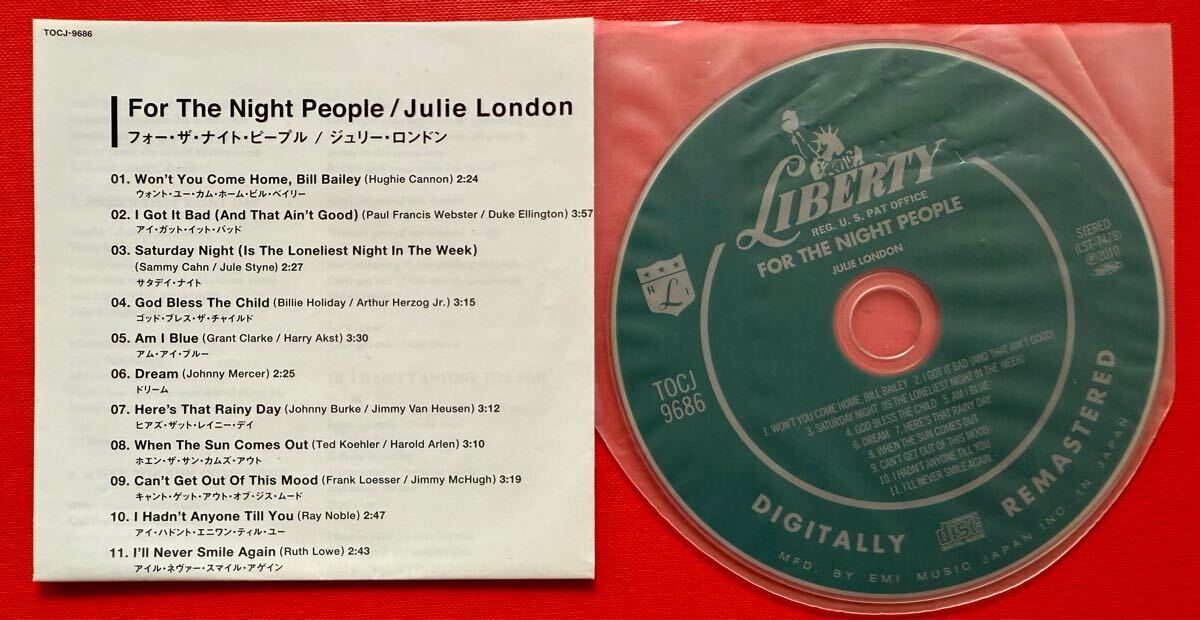 TOCJ-9686
For The Night People / Julie London
フォー・ザ・ナイト・ピープル / ジュリー・ロンドン
01. Won't You Come Home, Bill Bailey (Hughie Cannon) 2:24
ウォント・ユー・カム・ホーム・ビル・ベイリー
02. I Got It Bad (And That Ain't Good) (Paul Francis Webster / Duke Ellington) 3:57
アイ・ガット・イット・バッド
03. Saturday Night (Is The Loneliest Night In The Week)
(Sammy Cahn / Jule Styne) 2:27
サタデイ・ナイト
04. God Bless The Child (Billie Holiday / Arthur Herzog Jr.) 3:15
ゴッド・ブレス・ザ・チャイルド
05. Am I Blue (Grant Clarke / Harry Akst) 3:30
アム・アイ・ブルー
06. Dream (Johnny Mercer) 2:25
ドリーム
07. Here's That Rainy Day (Johnny Burke / Jimmy Van Heusen) 3:12
ヒアズ・ザット・レイニー・デイ
08. When The Sun Comes Out (Ted Koehler / Harold Arlen) 3:10
ホエン・ザ・サン・カムズ・アウト
09. Can't Get Out Of This Mood (Frank Loesser / Jimmy McHugh) 3:19
キャント・ゲット・アウト・オブ・ジス・ムード
10. I Hadn't Anyone Till You (Ray Noble) 2:47
アイ・ハドント・エニワン・ティル・ユー
11. I'll Never Smile Again (Ruth Lowe) 2:43
アイル・ネヴァー・スマイル・アゲイン
LIBERTY
REG. U.S. PAT OFFICE
FOR THE NIGHT PEOPLE
JULIE LONDON
STEREO
(LST-7478)
℗2010
R L I
TOCJ
9686
1. WON'T YOU COME HOME, BILL BAILEY 2. I GOT IT BAD (AND THAT AIN'T GOOD)
3. SATURDAY NIGHT (IS THE LONELIEST NIGHT IN THE WEEK)
4. GOD BLESS THE CHILD 5. AM I BLUE
6. DREAM 7. HERE'S THAT RAINY DAY
8. WHEN THE SUN COMES OUT
9. CAN'T GET OUT OF THIS MOOD
10. I HADN'T ANYONE TILL YOU
11. I'LL NEVER SMILE AGAIN
DIGITALLY REMASTERED
disc
MFD. BY EMI MUSIC JAPAN INC. IN JAPAN